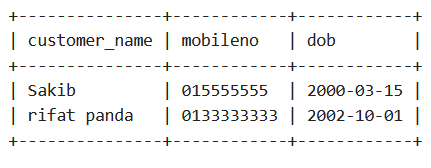 +---------------+------------+------------+
| customer_name | mobileno   | dob        |
+---------------+------------+------------+
| Sakib         | 015555555  | 2000-03-15 |
| rifat panda   | 0133333333 | 2002-10-01 |
+---------------+------------+------------+